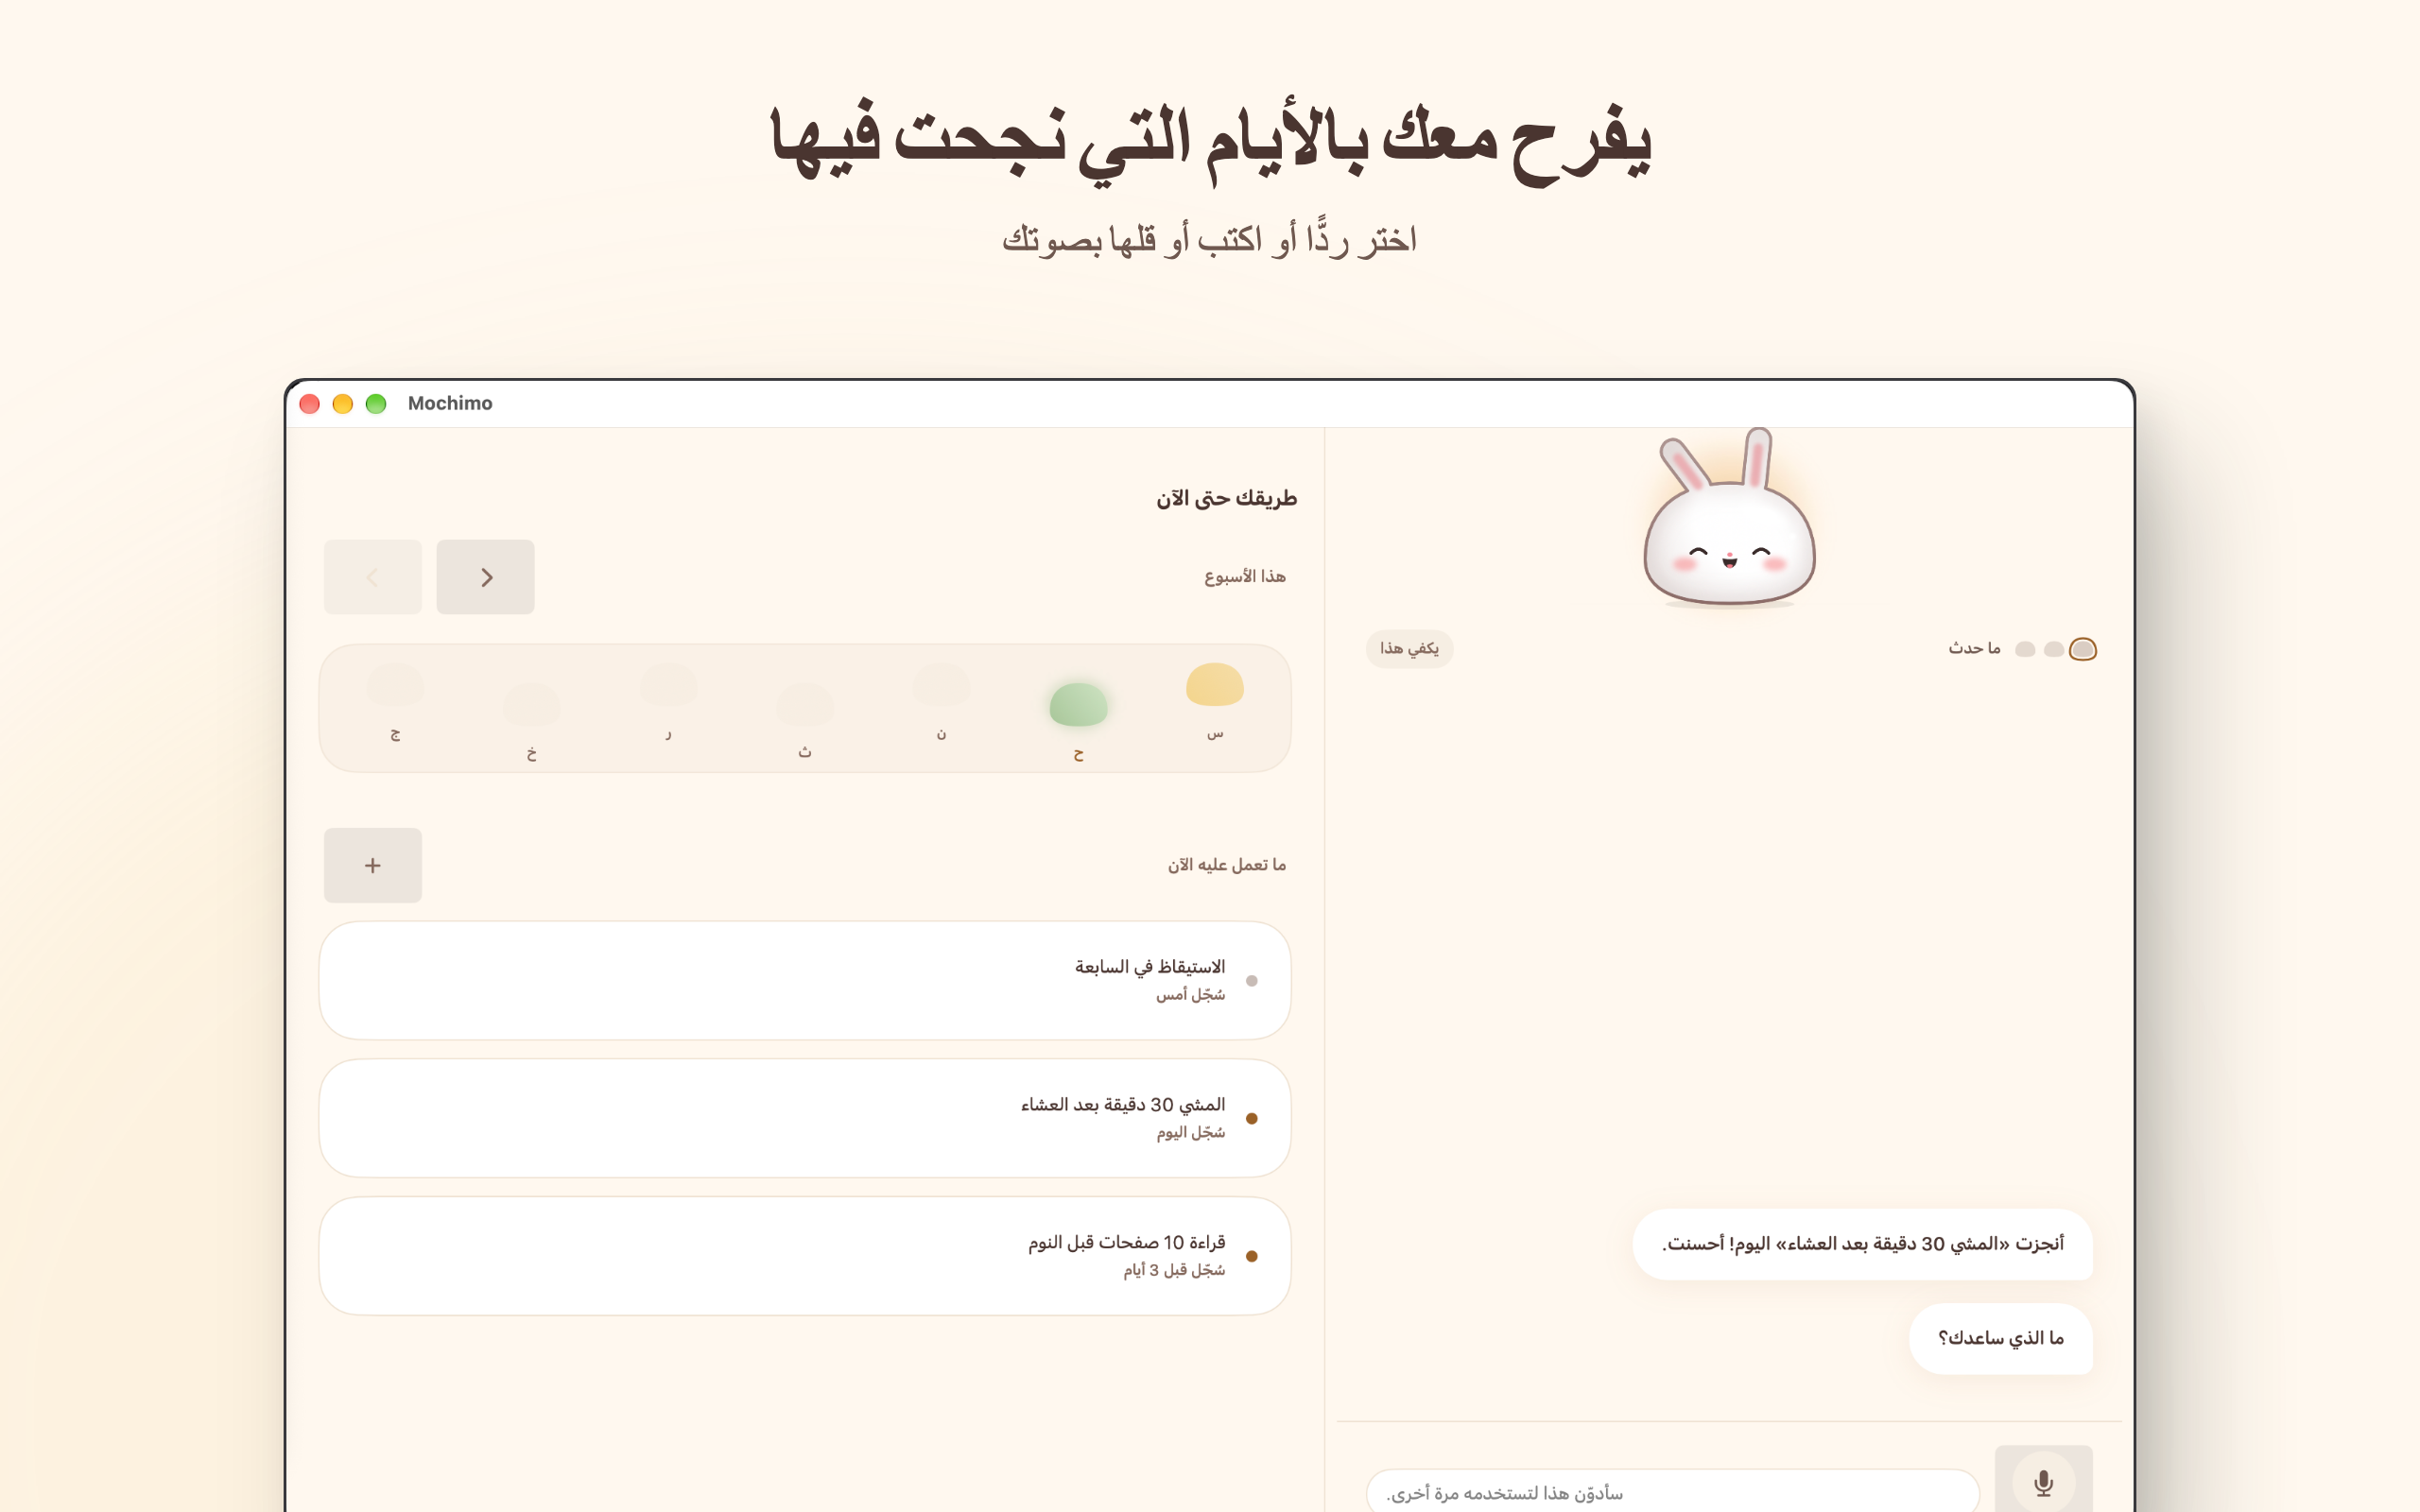 يفرح معك بالأيام التي نجحت فيها
اختر ردًّا أو اكتب أو قلها بصوتك
Mochimo
ما حدث
يكفي هذا
أنجزت «المشي 30 دقيقة بعد العشاء» اليوم! أحسنت.
ما الذي ساعدك؟
سأدوّن هذا لتستخدمه مرة أخرى.
طريقك حتى الآن
هذا الأسبوع
س ح ن ث ر خ ج
ما تعمل عليه الآن
+
الاستيقاظ في السابعة
سُجّل أمس
المشي 30 دقيقة بعد العشاء
سُجّل اليوم
قراءة 10 صفحات قبل النوم
سُجّل قبل 3 أيام